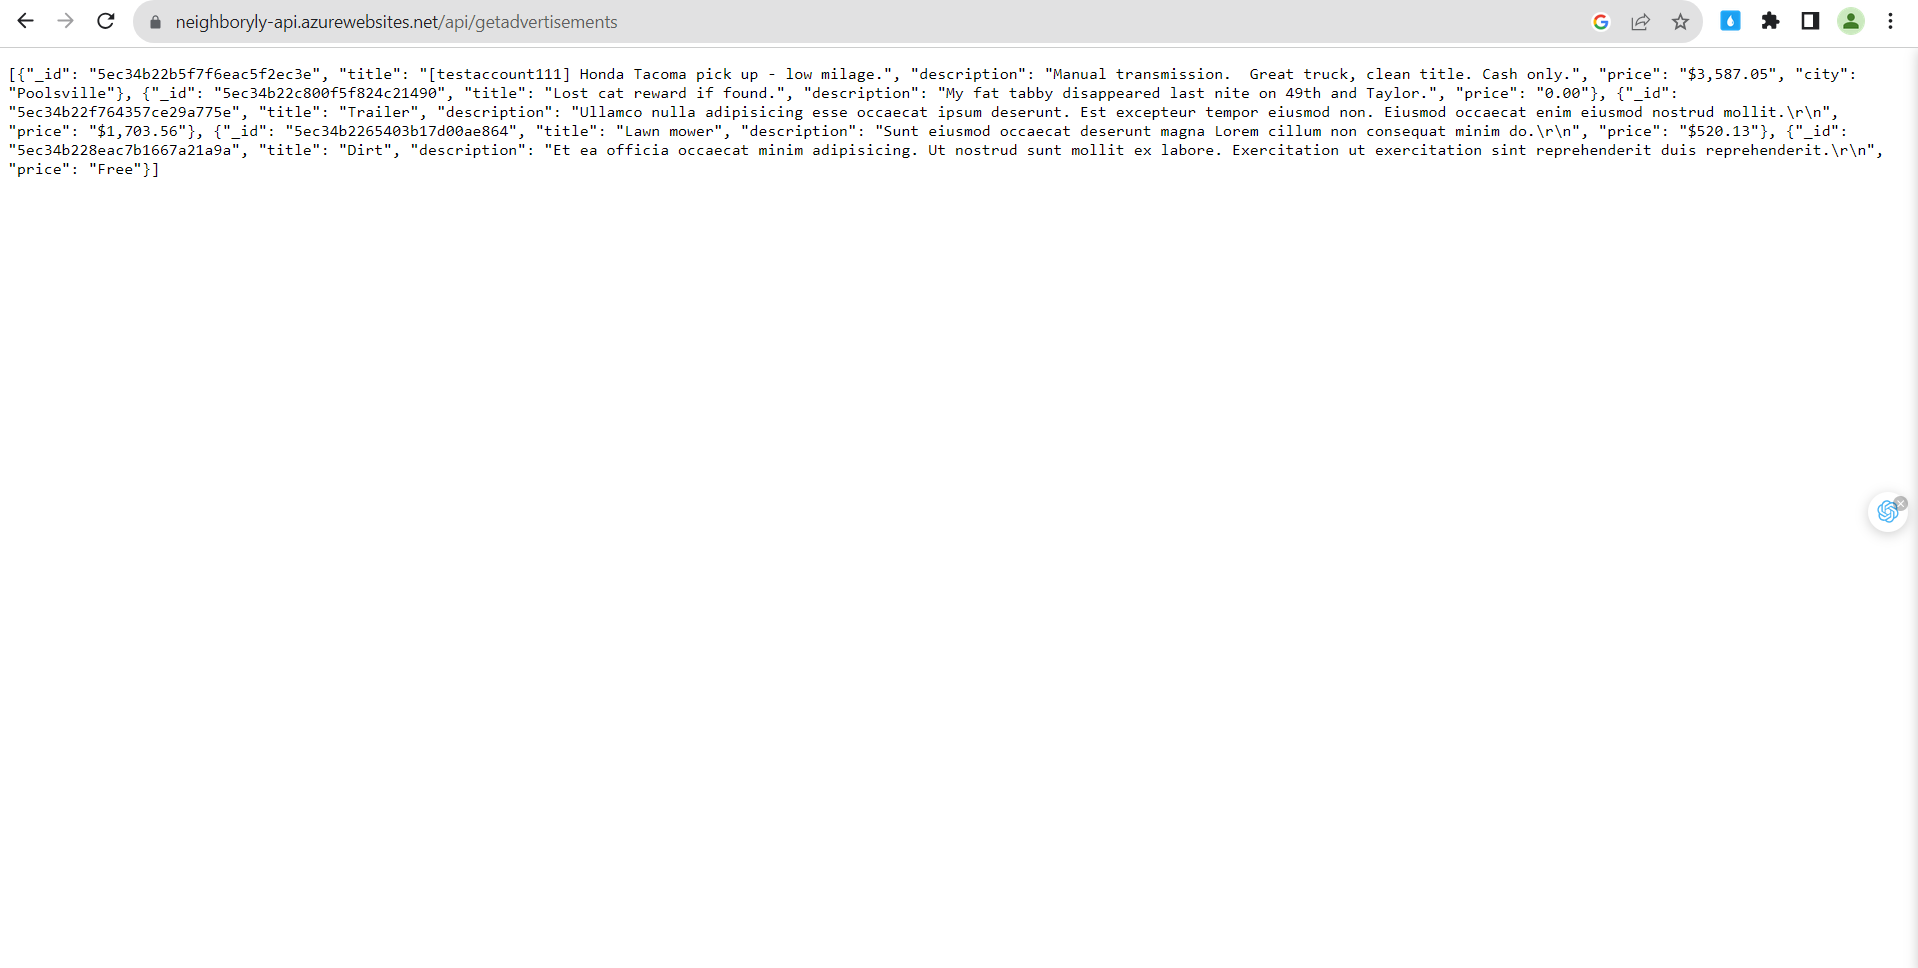 neighboryly-api.azurewebsites.net/api/getadvertisements
[{"_id": "5ec34b22b5f7f6eac5f2ec3e", "title": "[testaccount111] Honda Tacoma pick up - low milage.", "description": "Manual transmission.  Great truck, clean title. Cash only.", "price": "$3,587.05", "city":
"Poolsville"}, {"_id": "5ec34b22c800f5f824c21490", "title": "Lost cat reward if found.", "description": "My fat tabby disappeared last nite on 49th and Taylor.", "price": "0.00"}, {"_id":
"5ec34b22f764357ce29a775e", "title": "Trailer", "description": "Ullamco nulla adipisicing esse occaecat ipsum deserunt. Est excepteur tempor eiusmod non. Eiusmod occaecat enim eiusmod nostrud mollit.\r\n",
"price": "$1,703.56"}, {"_id": "5ec34b2265403b17d00ae864", "title": "Lawn mower", "description": "Sunt eiusmod occaecat deserunt magna Lorem cillum non consequat minim do.\r\n", "price": "$520.13"}, {"_id":
"5ec34b228eac7b1667a21a9a", "title": "Dirt", "description": "Et ea officia occaecat minim adipisicing. Ut nostrud sunt mollit ex labore. Exercitation ut exercitation sint reprehenderit duis reprehenderit.\r\n",
"price": "Free"}]